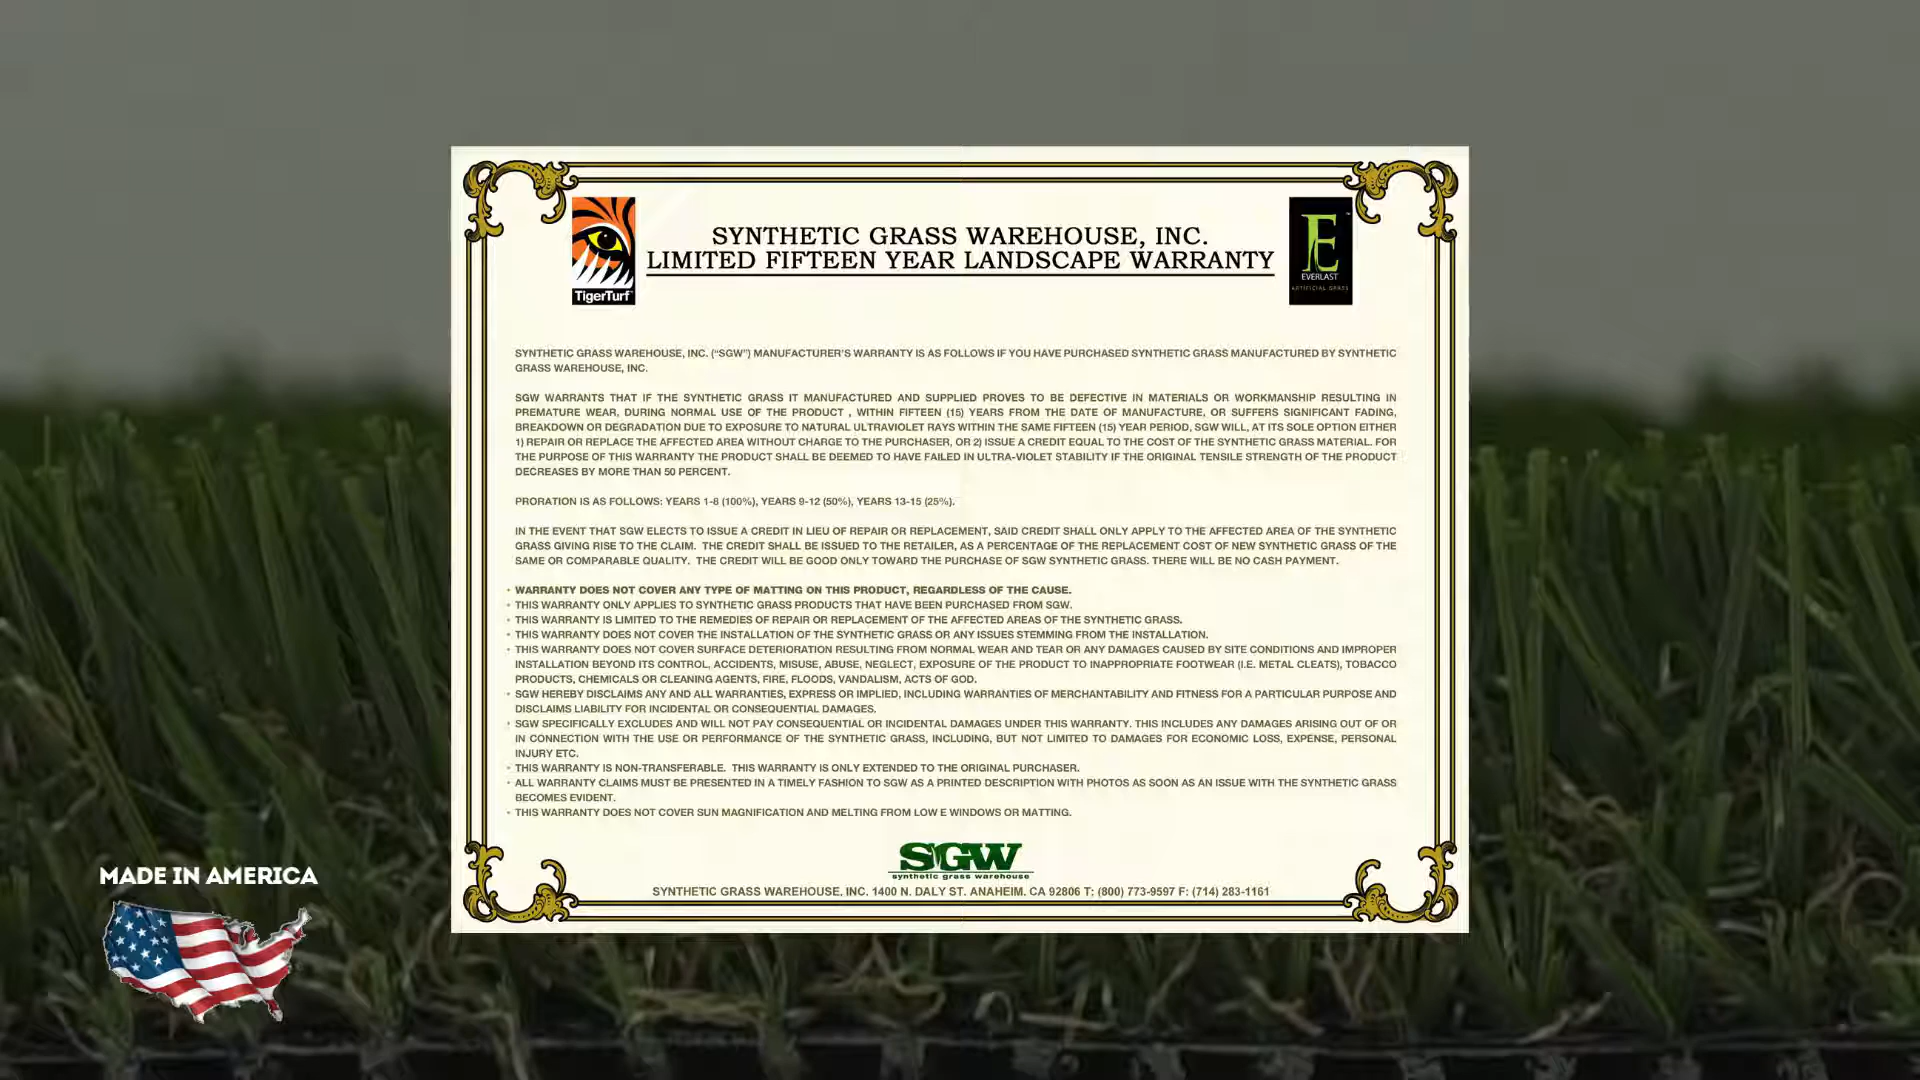 TigerTurf
SYNTHETIC GRASS WAREHOUSE, INC.
LIMITED FIFTEEN YEAR LANDSCAPE WARRANTY
E
EVERLAST
ARTIFICIAL GRASS
SYNTHETIC GRASS WAREHOUSE, INC. (“SGW”) MANUFACTURER’S WARRANTY IS AS FOLLOWS IF YOU HAVE PURCHASED SYNTHETIC GRASS MANUFACTURED BY SYNTHETIC
GRASS WAREHOUSE, INC.
SGW WARRANTS THAT IF THE SYNTHETIC GRASS IT MANUFACTURED AND SUPPLIED PROVES TO BE DEFECTIVE IN MATERIALS OR WORKMANSHIP RESULTING IN
PREMATURE WEAR, DURING NORMAL USE OF THE PRODUCT , WITHIN FIFTEEN (15) YEARS FROM THE DATE OF MANUFACTURE, OR SUFFERS SIGNIFICANT FADING,
BREAKDOWN OR DEGRADATION DUE TO EXPOSURE TO NATURAL ULTRAVIOLET RAYS WITHIN THE SAME FIFTEEN (15) YEAR PERIOD, SGW WILL, AT ITS SOLE OPTION EITHER
1) REPAIR OR REPLACE THE AFFECTED AREA WITHOUT CHARGE TO THE PURCHASER, OR 2) ISSUE A CREDIT EQUAL TO THE COST OF THE SYNTHETIC GRASS MATERIAL. FOR
THE PURPOSE OF THIS WARRANTY THE PRODUCT SHALL BE DEEMED TO HAVE FAILED IN ULTRA-VIOLET STABILITY IF THE ORIGINAL TENSILE STRENGTH OF THE PRODUCT
DECREASES BY MORE THAN 50 PERCENT.
PRORATION IS AS FOLLOWS: YEARS 1-8 (100%), YEARS 9-12 (50%), YEARS 13-15 (25%).
IN THE EVENT THAT SGW ELECTS TO ISSUE A CREDIT IN LIEU OF REPAIR OR REPLACEMENT, SAID CREDIT SHALL ONLY APPLY TO THE AFFECTED AREA OF THE SYNTHETIC
GRASS GIVING RISE TO THE CLAIM. THE CREDIT SHALL BE ISSUED TO THE RETAILER, AS A PERCENTAGE OF THE REPLACEMENT COST OF NEW SYNTHETIC GRASS OF THE
SAME OR COMPARABLE QUALITY. THE CREDIT WILL BE GOOD ONLY TOWARD THE PURCHASE OF SGW SYNTHETIC GRASS. THERE WILL BE NO CASH PAYMENT.
• WARRANTY DOES NOT COVER ANY TYPE OF MATTING ON THIS PRODUCT, REGARDLESS OF THE CAUSE.
• THIS WARRANTY ONLY APPLIES TO SYNTHETIC GRASS PRODUCTS THAT HAVE BEEN PURCHASED FROM SGW.
• THIS WARRANTY IS LIMITED TO THE REMEDIES OF REPAIR OR REPLACEMENT OF THE AFFECTED AREAS OF THE SYNTHETIC GRASS.
• THIS WARRANTY DOES NOT COVER THE INSTALLATION OF THE SYNTHETIC GRASS OR ANY ISSUES STEMMING FROM THE INSTALLATION.
• THIS WARRANTY DOES NOT COVER SURFACE DETERIORATION RESULTING FROM NORMAL WEAR AND TEAR OR ANY DAMAGES CAUSED BY SITE CONDITIONS AND IMPROPER
INSTALLATION BEYOND ITS CONTROL, ACCIDENTS, MISUSE, ABUSE, NEGLECT, EXPOSURE OF THE PRODUCT TO INAPPROPRIATE FOOTWEAR (I.E. METAL CLEATS), TOBACCO
PRODUCTS, CHEMICALS OR CLEANING AGENTS, FIRE, FLOODS, VANDALISM, ACTS OF GOD.
• SGW HEREBY DISCLAIMS ANY AND ALL WARRANTIES, EXPRESS OR IMPLIED, INCLUDING WARRANTIES OF MERCHANTABILITY AND FITNESS FOR A PARTICULAR PURPOSE AND
DISCLAIMS LIABILITY FOR INCIDENTAL OR CONSEQUENTIAL DAMAGES.
• SGW SPECIFICALLY EXCLUDES AND WILL NOT PAY CONSEQUENTIAL OR INCIDENTAL DAMAGES UNDER THIS WARRANTY. THIS INCLUDES ANY DAMAGES ARISING OUT OF OR
IN CONNECTION WITH THE USE OR PERFORMANCE OF THE SYNTHETIC GRASS, INCLUDING, BUT NOT LIMITED TO DAMAGES FOR ECONOMIC LOSS, EXPENSE, PERSONAL
INJURY ETC.
• THIS WARRANTY IS NON-TRANSFERABLE. THIS WARRANTY IS ONLY EXTENDED TO THE ORIGINAL PURCHASER.
• ALL WARRANTY CLAIMS MUST BE PRESENTED IN A TIMELY FASHION TO SGW AS A PRINTED DESCRIPTION WITH PHOTOS AS SOON AS AN ISSUE WITH THE SYNTHETIC GRASS
BECOMES EVIDENT.
• THIS WARRANTY DOES NOT COVER SUN MAGNIFICATION AND MELTING FROM LOW E WINDOWS OR MATTING.
SGW
synthetic grass warehouse
SYNTHETIC GRASS WAREHOUSE, INC. 1400 N. DALY ST. ANAHEIM. CA 92806 T: (800) 773-9597 F: (714) 283-1161
MADE IN AMERICA